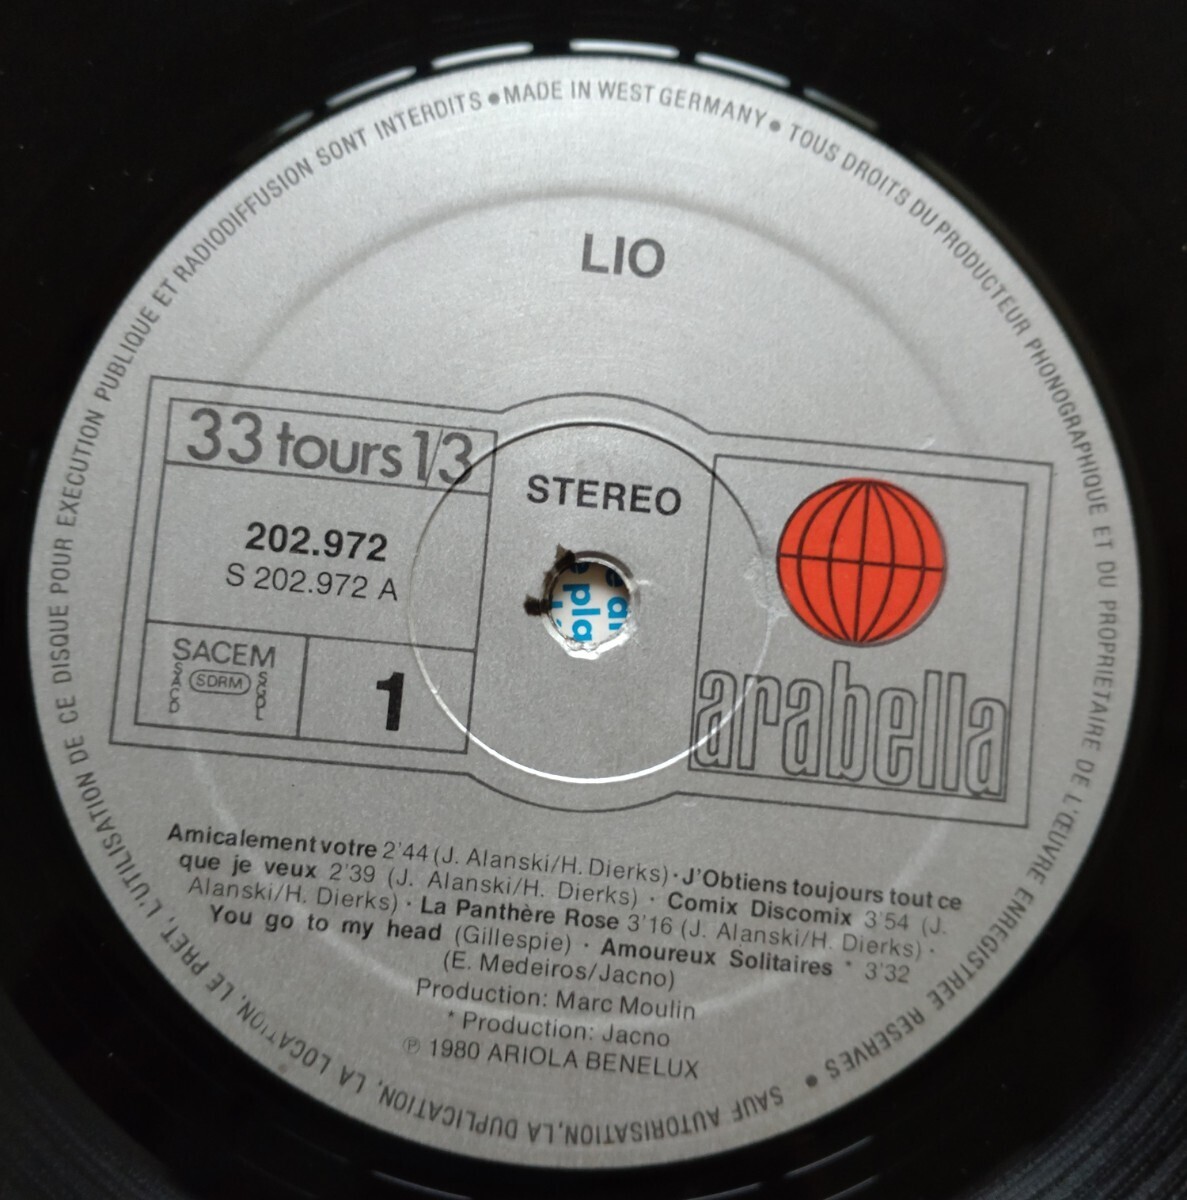 SONT INTERDITS • MADE IN WEST GERMANY • TOUS DROITS DU PRODUCTEUR PHONOGRAPHIQUE ET DU PROPRIETAIRE DE L'ŒUVRE ENREGISTREE RESERVES • SAUF AUTORISATION, LA DUPLICATION, LA LOCATION, LE PRET, L'UTILISATION DE CE DISQUE POUR EXECUTION PUBLIQUE ET RADIODIFFUSION
LIO
33 tours 1/3
STEREO
202.972
S 202.972 A
SACEM
SACD
SDRM
SGDL
1
arabella
pla
Amicalement votre 2'44 (J. Alanski/H. Dierks) · J'Obtiens toujours tout ce
que je veux 2'39 (J. Alanski/H. Dierks) · Comix Discomix 3'54 (J.
Alanski/H. Dierks) · La Panthère Rose 3'16 (J. Alanski/H. Dierks) ·
You go to my head (Gillespie) · Amoureux Solitaires * 3'32
(E. Medeiros/Jacno)
Production: Marc Moulin
* Production: Jacno
℗ 1980 ARIOLA BENELUX